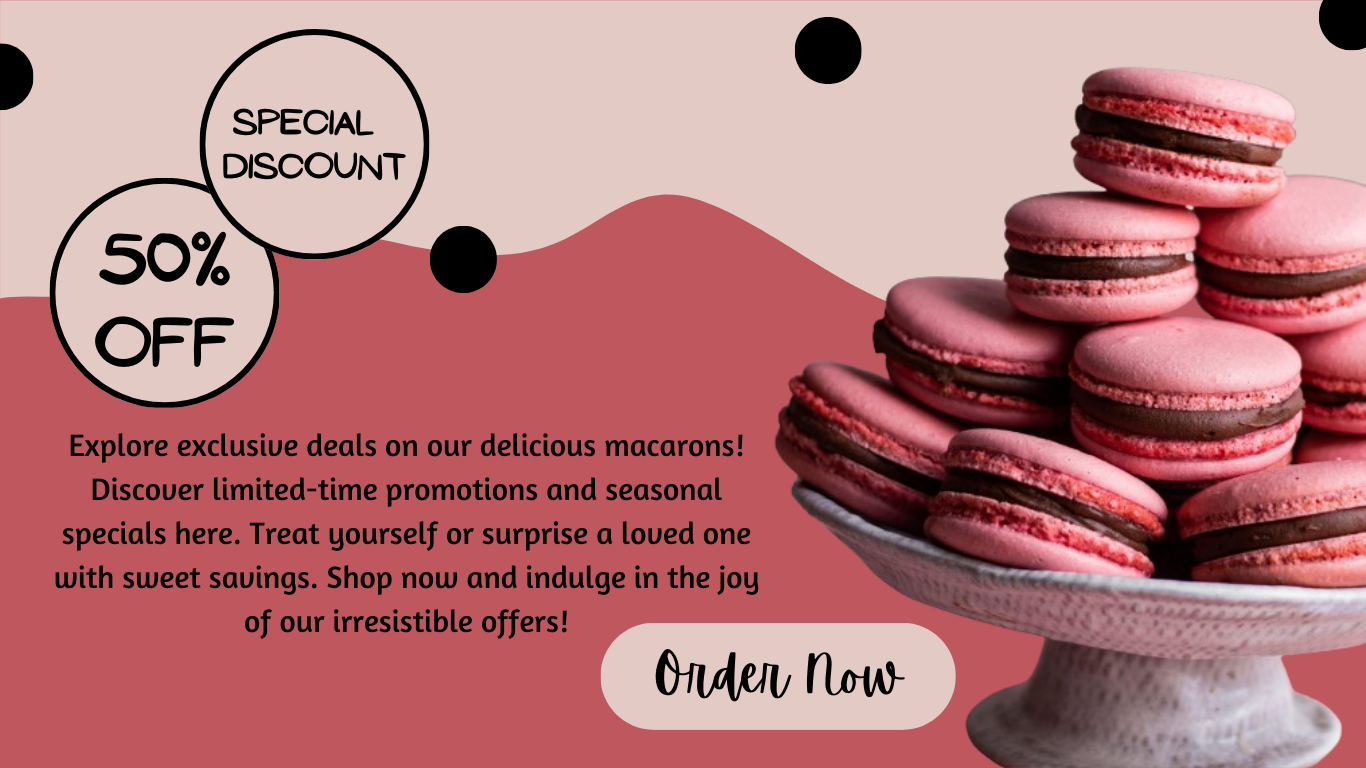 SPECIAL
DISCOUNT
50%
OFF
Explore exclusive deals on our delicious macarons!
Discover limited-time promotions and seasonal
specials here. Treat yourself or surprise a loved one
with sweet savings. Shop now and indulge in the joy
of our irresistible offers!
Order Now